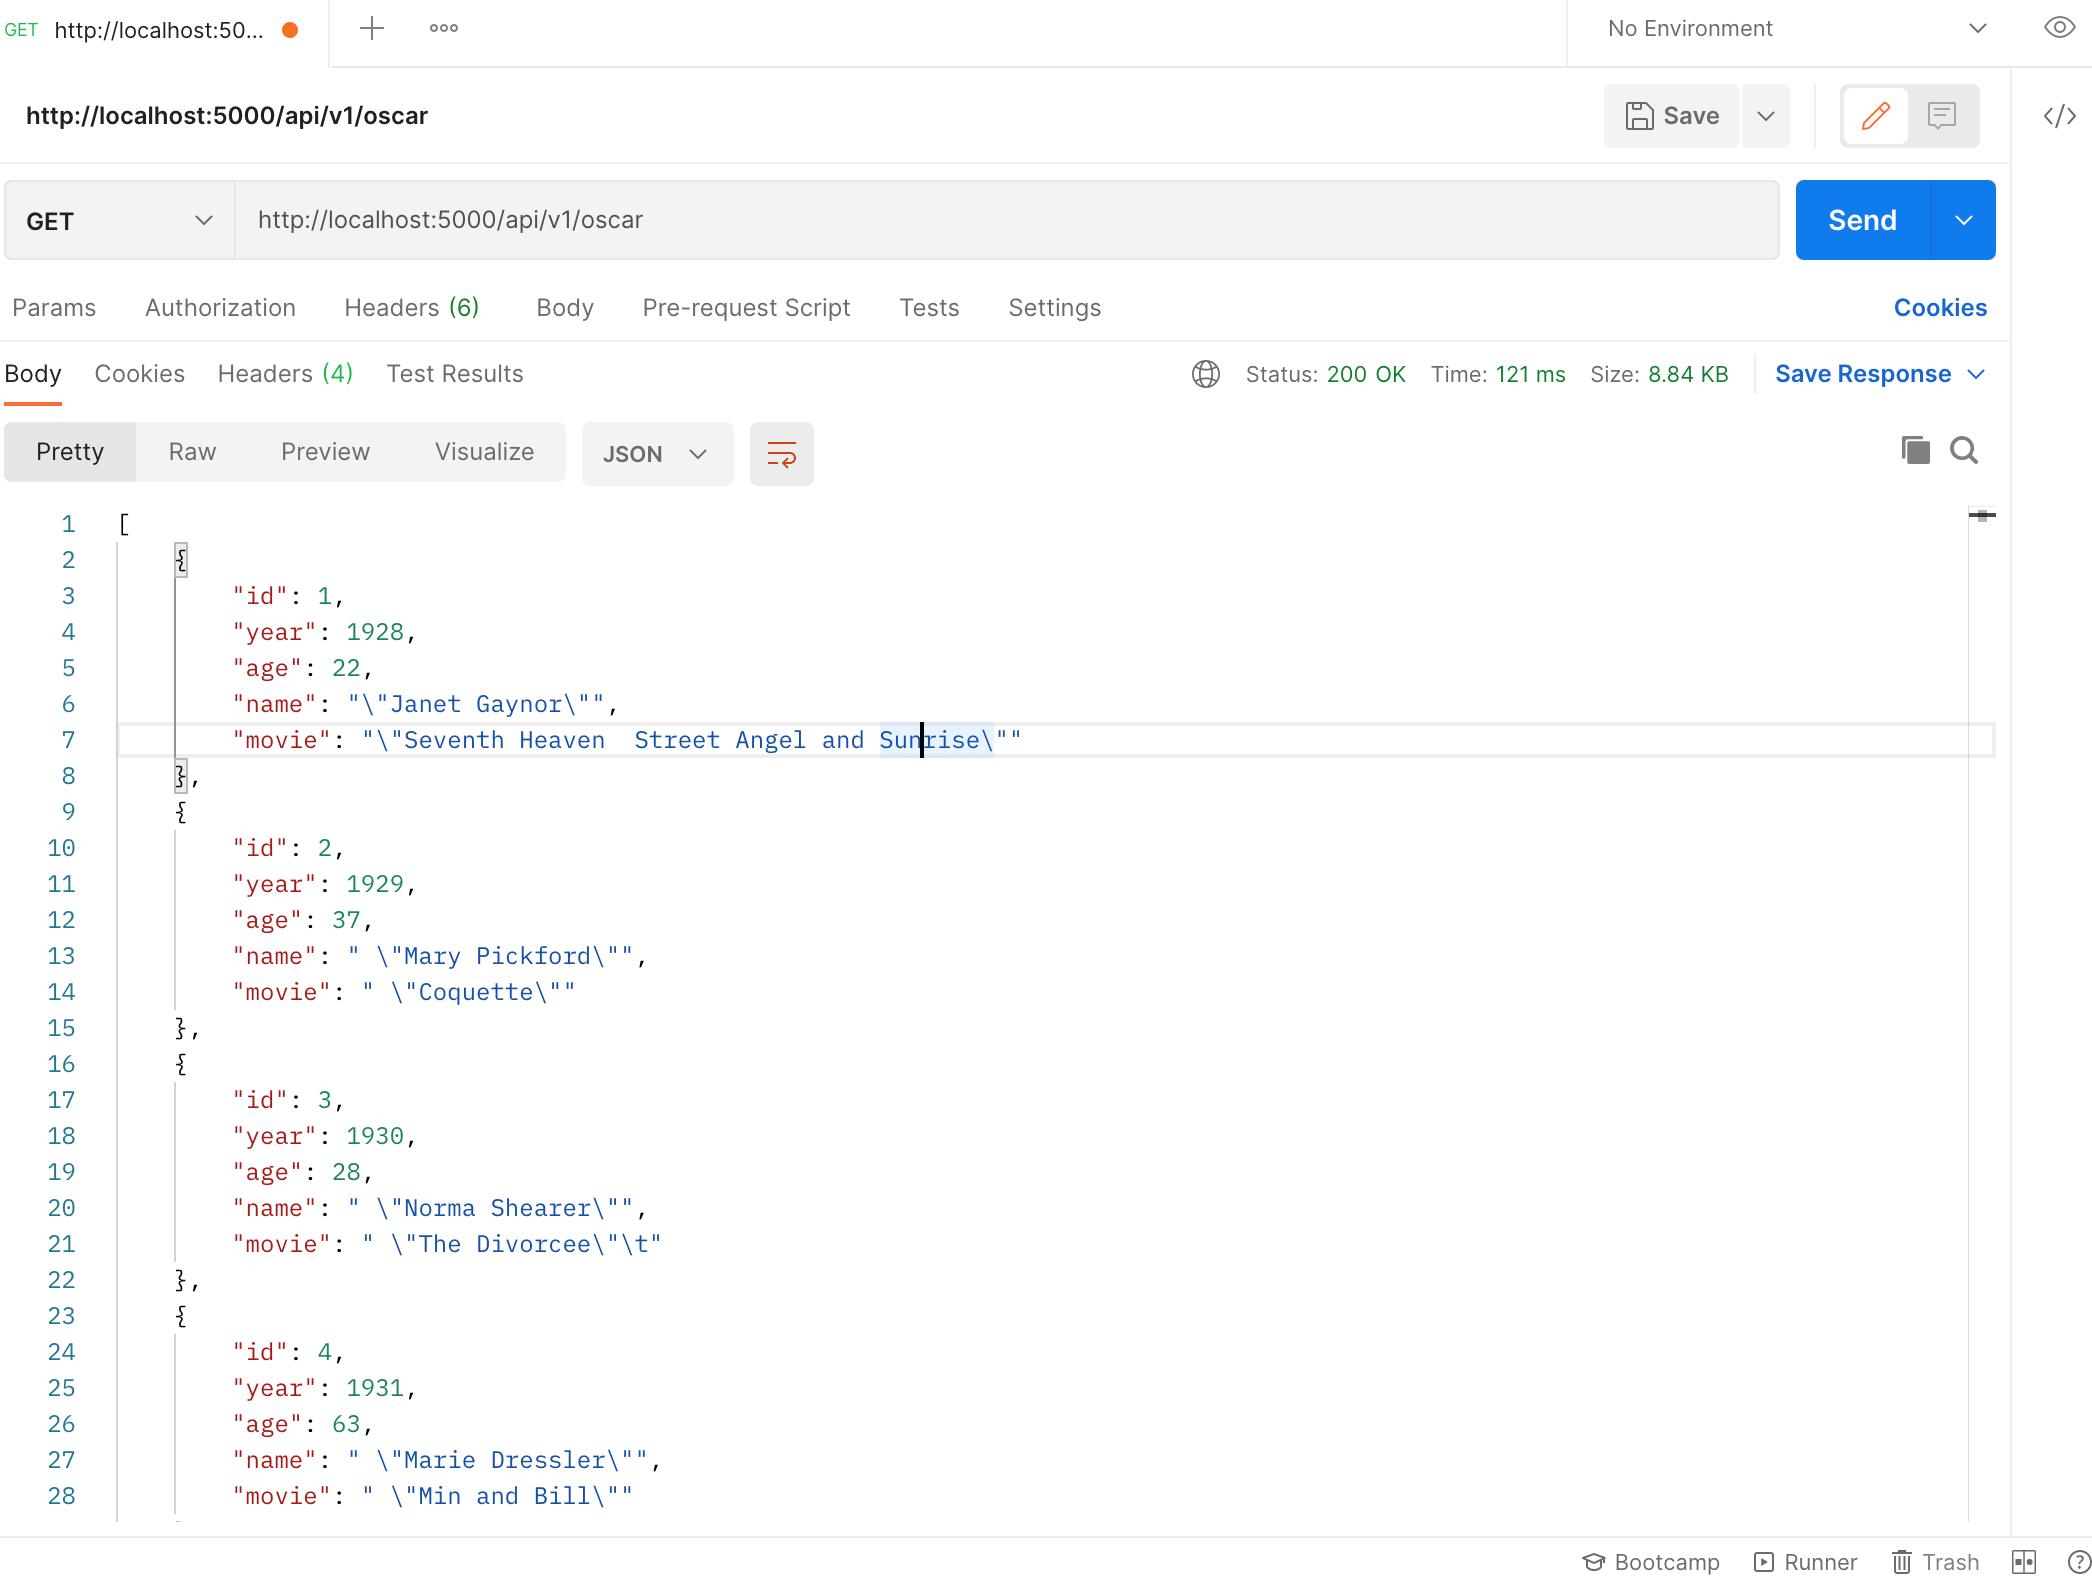 GET http://localhost:50... No Environment
http://localhost:5000/api/v1/oscar Save
GET http://localhost:5000/api/v1/oscar Send
Params Authorization Headers (6) Body Pre-request Script Tests Settings Cookies
Body Cookies Headers (4) Test Results Status: 200 OK Time: 121 ms Size: 8.84 KB Save Response
Pretty Raw Preview Visualize JSON
1 [
2 {
3 "id": 1,
4 "year": 1928,
5 "age": 22,
6 "name": "\"Janet Gaynor\"",
7 "movie": "\"Seventh Heaven  Street Angel and Sunrise\""
8 },
9 {
10 "id": 2,
11 "year": 1929,
12 "age": 37,
13 "name": " \"Mary Pickford\"",
14 "movie": " \"Coquette\""
15 },
16 {
17 "id": 3,
18 "year": 1930,
19 "age": 28,
20 "name": " \"Norma Shearer\"",
21 "movie": " \"The Divorcee\"\t"
22 },
23 {
24 "id": 4,
25 "year": 1931,
26 "age": 63,
27 "name": " \"Marie Dressler\"",
28 "movie": " \"Min and Bill\""
Bootcamp Runner Trash